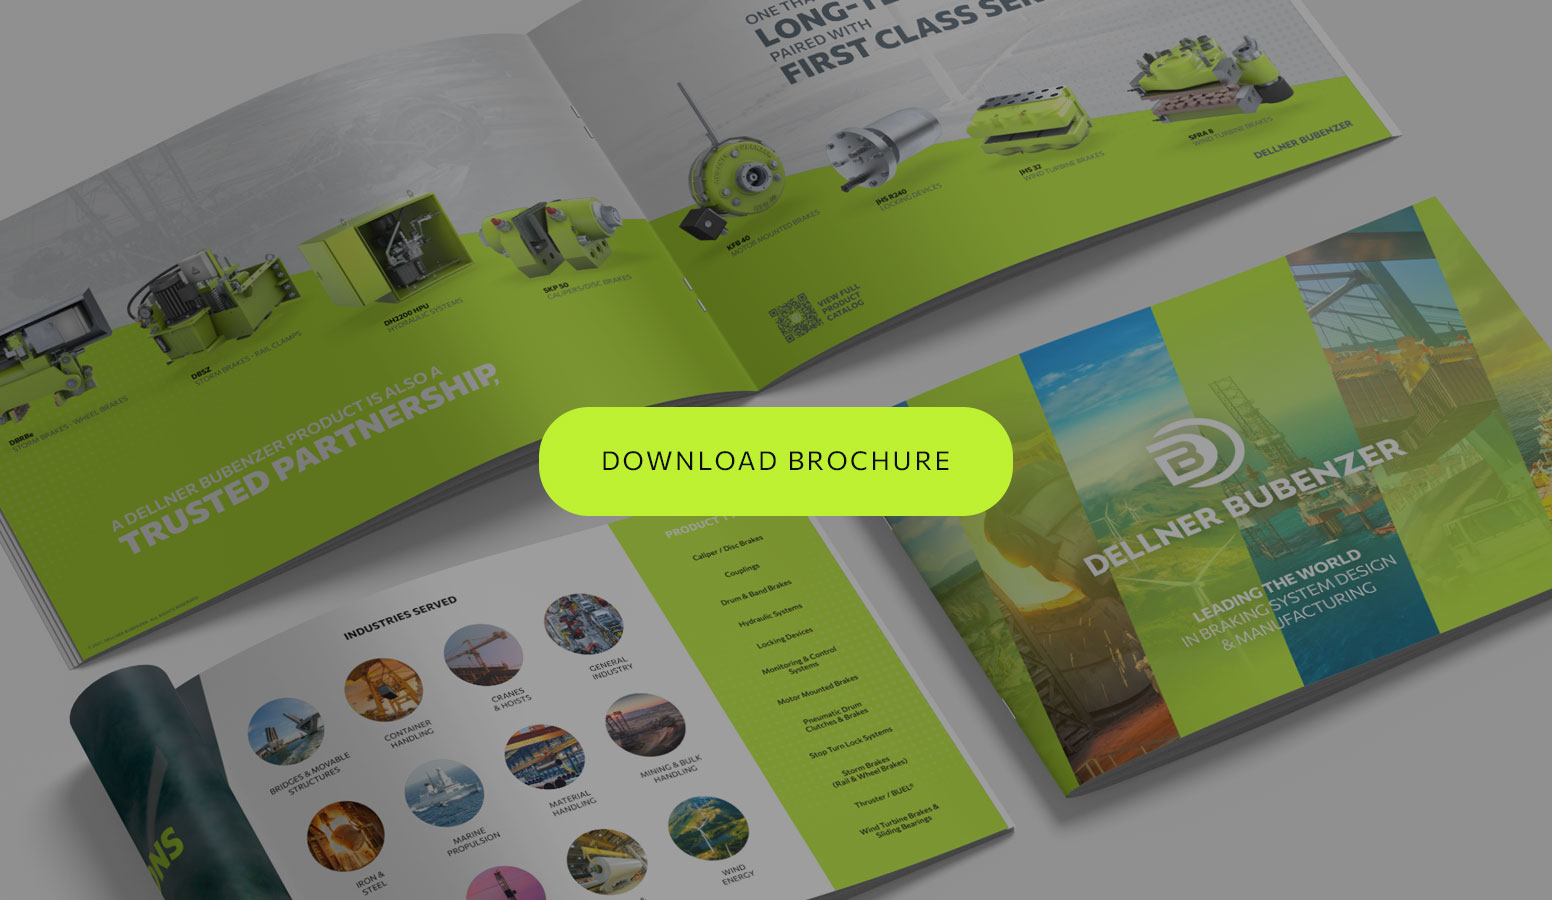 ONE THA
LONG-TE
PAIRED WITH
FIRST CLASS SER
DBRBe
STORM BRAKES - WHEEL BRAKES
DBSZ
STORM BRAKES - RAIL CLAMPS
DH2200 HPU
HYDRAULIC SYSTEMS
SKP 50
CALIPERS/DISC BRAKES
KFB 40
MOTOR MOUNTED BRAKES
JHS R240
LOCKING DEVICES
JHS 32
WIND TURBINE BRAKES
SFRA 8
WIND TURBINE BRAKES
DELLNER BUBENZER
VIEW FULL
PRODUCT
CATALOG
A DELLNER BUBENZER PRODUCT IS ALSO A
TRUSTED PARTNERSHIP,
DOWNLOAD BROCHURE
DELLNER BUBENZER
LEADING THE WORLD
IN BRAKING SYSTEM DESIGN
& MANUFACTURING
INDUSTRIES SERVED
BRIDGES & MOVABLE
STRUCTURES
CONTAINER
HANDLING
CRANES
& HOISTS
GENERAL
INDUSTRY
IRON &
STEEL
MARINE
PROPULSION
MATERIAL
HANDLING
MINING & BULK
HANDLING
WIND
ENERGY
PRODUCT
Caliper / Disc Brakes
Couplings
Drum & Band Brakes
Hydraulic Systems
Locking Devices
Monitoring & Control
Systems
Motor Mounted Brakes
Pneumatic Drum
Clutches & Brakes
Stop Turn Lock Systems
Storm Brakes
(Rail & Wheel Brakes)
Thruster / BUEL®
Wind Turbine Brakes &
Sliding Bearings
ONS